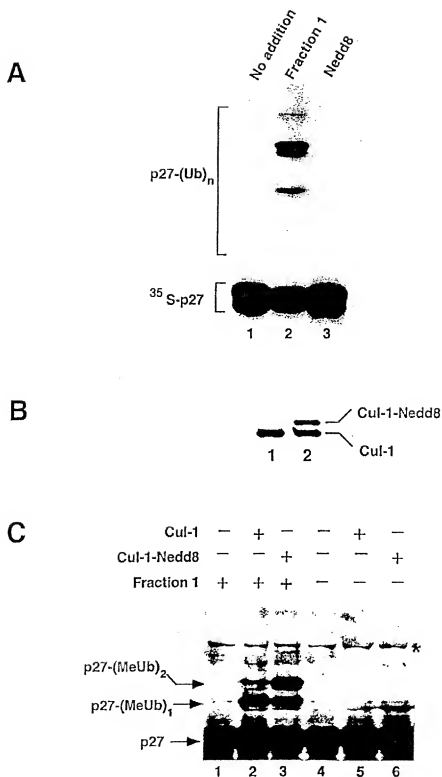 A
No addition
Fraction 1
Nedd8
p27-(Ub)n
35 S-p27
1 2 3
B
Cul-1-Nedd8
Cul-1
1 2
C
Cul-1 − + − − + −
Cul-1-Nedd8 − − + − − +
Fraction 1 + + + − − −
*
p27-(MeUb)2
p27-(MeUb)1
p27
1 2 3 4 5 6